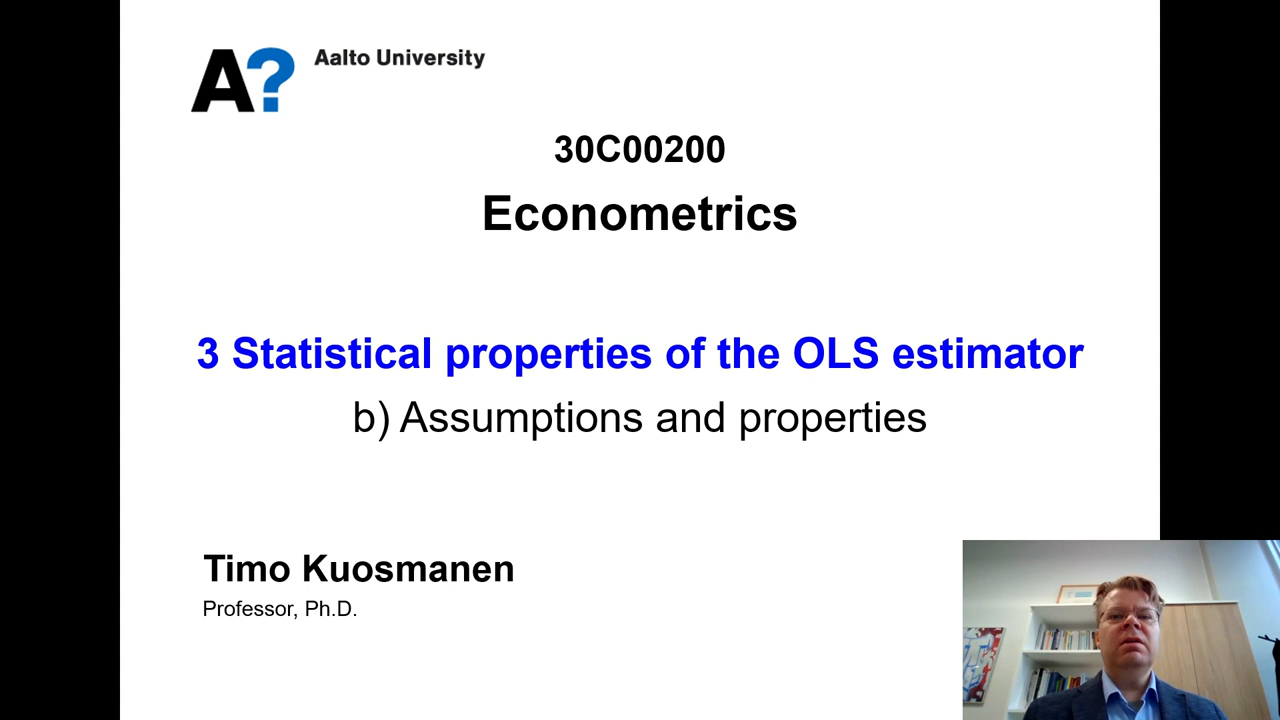 A?
Aalto University
30C00200
Econometrics
3 Statistical properties of the OLS estimator
b) Assumptions and properties
Timo Kuosmanen
Professor, Ph.D.